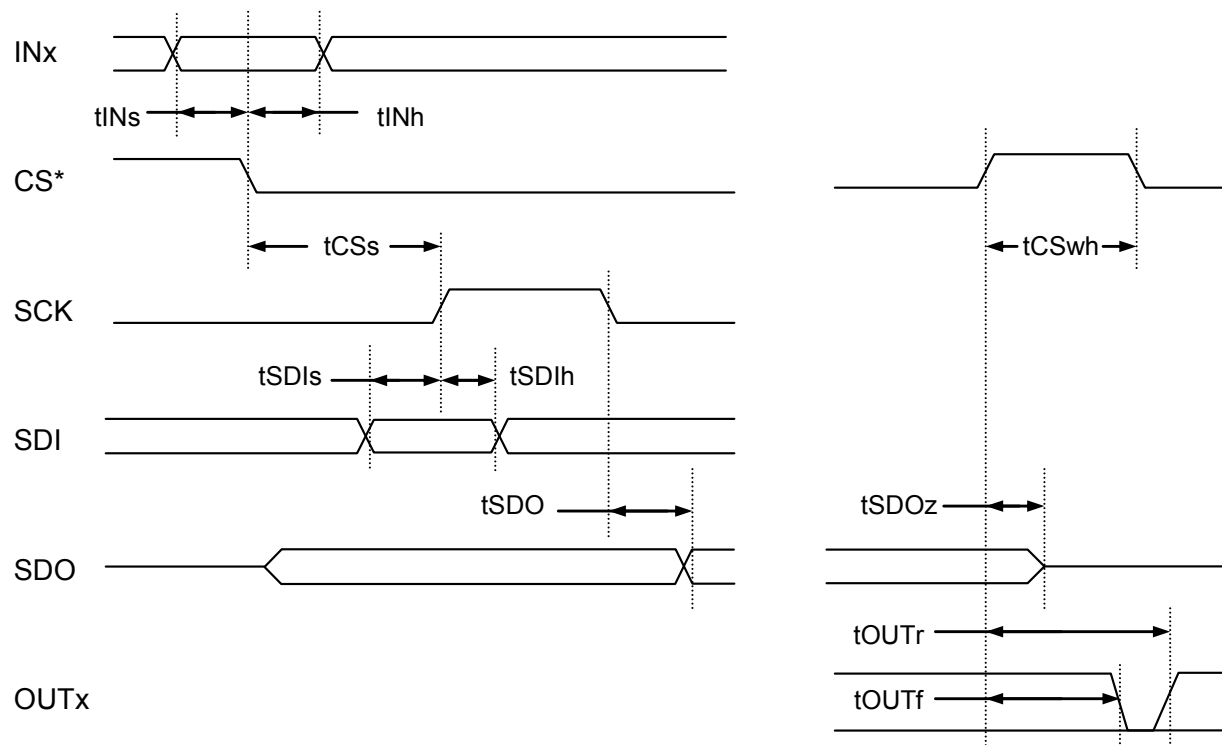 INx
tINs
tINh
CS*
tCSs
tCSwh
SCK
tSDIs
tSDIh
SDI
tSDO
tSDOz
SDO
tOUTr
OUTx
tOUTf